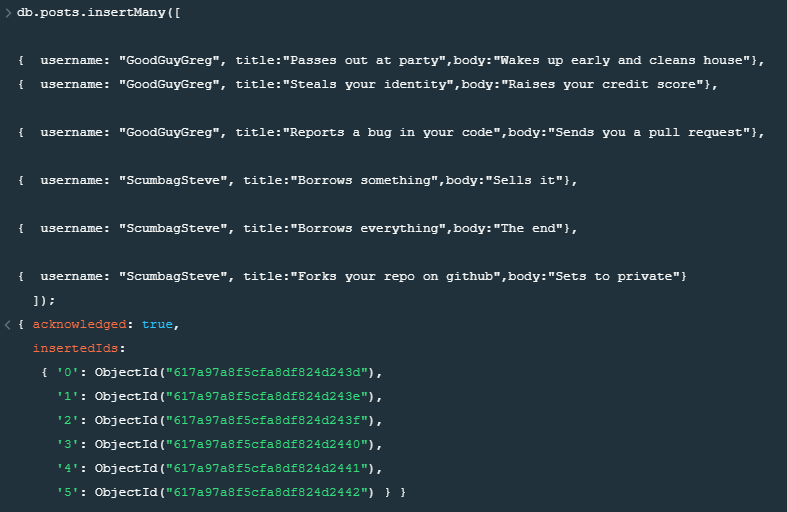 db.posts.insertMany([
{  username: "GoodGuyGreg", title:"Passes out at party",body:"Wakes up early and cleans house"},
{  username: "GoodGuyGreg", title:"Steals your identity",body:"Raises your credit score"},
{  username: "GoodGuyGreg", title:"Reports a bug in your code",body:"Sends you a pull request"},
{  username: "ScumbagSteve", title:"Borrows something",body:"Sells it"},
{  username: "ScumbagSteve", title:"Borrows everything",body:"The end"},
{  username: "ScumbagSteve", title:"Forks your repo on github",body:"Sets to private"}
]);
{ acknowledged: true,
insertedIds:
{ '0': ObjectId("617a97a8f5cfa8df824d243d"),
'1': ObjectId("617a97a8f5cfa8df824d243e"),
'2': ObjectId("617a97a8f5cfa8df824d243f"),
'3': ObjectId("617a97a8f5cfa8df824d2440"),
'4': ObjectId("617a97a8f5cfa8df824d2441"),
'5': ObjectId("617a97a8f5cfa8df824d2442") } }